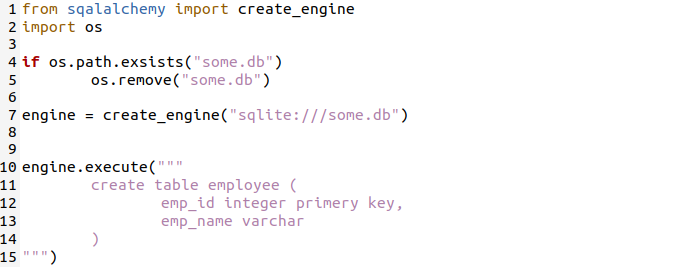 1 from sqalalchemy import create_engine
2 import os
3
4 if os.path.exsists("some.db")
5         os.remove("some.db")
6
7 engine = create_engine("sqlite:///some.db")
8
9
10 engine.execute("""
11         create table employee (
12                 emp_id integer primery key,
13                 emp_name varchar
14         )
15 """)